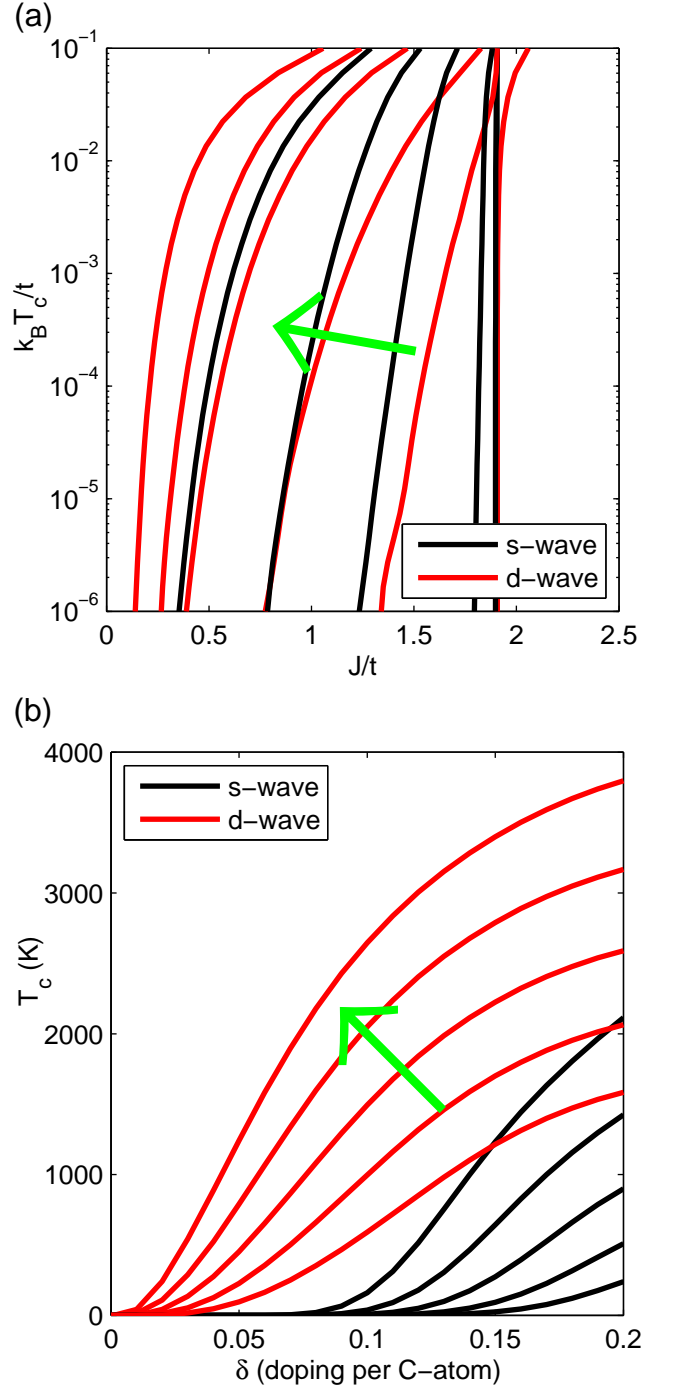 (a)
10⁻¹
10⁻²
10⁻³
10⁻⁴
10⁻⁵
10⁻⁶
k_B T_c/t
s-wave
d-wave
0 0.5 1 1.5 2 2.5
J/t
(b)
4000
3000
2000
1000
0
T_c (K)
s-wave
d-wave
0 0.05 0.1 0.15 0.2
δ (doping per C-atom)